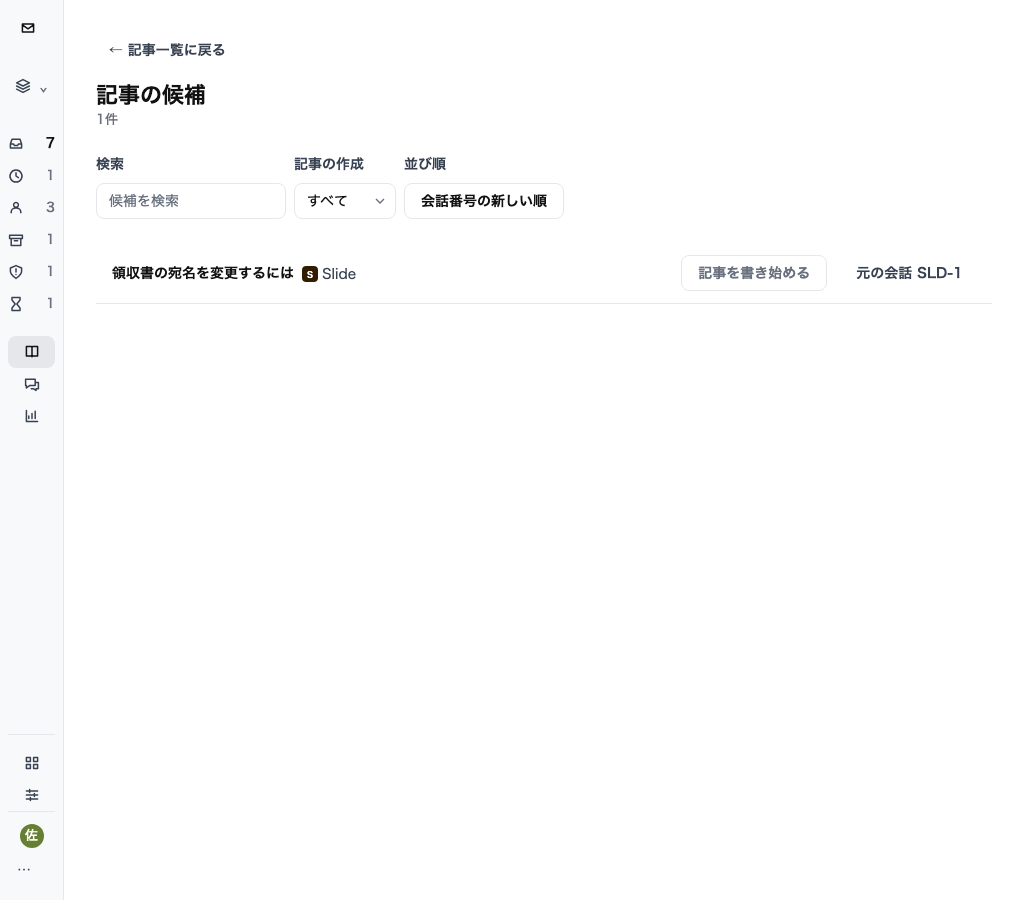 ← 記事一覧に戻る
記事の候補
1件
検索
記事の作成
並び順
候補を検索
すべて
会話番号の新しい順
領収書の宛名を変更するには
S Slide
記事を書き始める
元の会話 SLD-1
7
1
3
1
1
1
佐
…